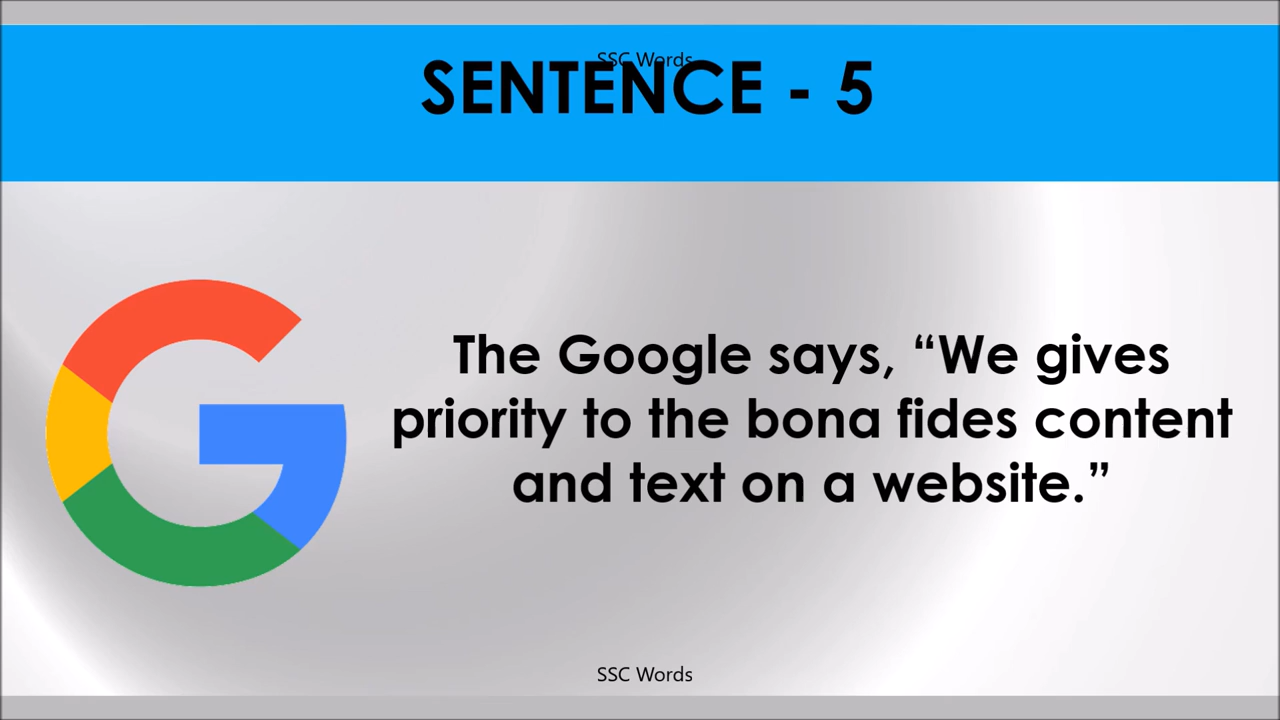 SSC Words
SENTENCE - 5
The Google says, “We gives
priority to the bona fides content
and text on a website.”
SSC Words